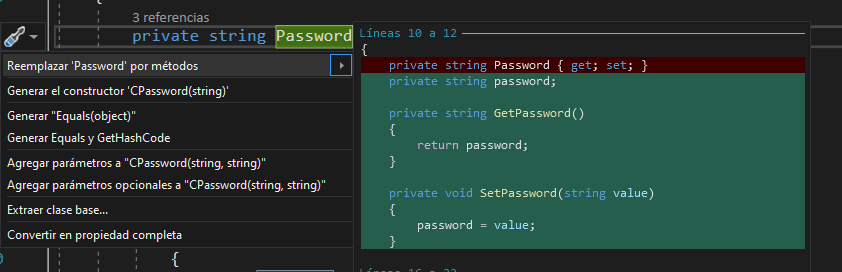 {
3 referencias
private string Password
Reemplazar 'Password' por métodos
Generar el constructor 'CPassword(string)'
Generar "Equals(object)"
Generar Equals y GetHashCode
Agregar parámetros a "CPassword(string, string)"
Agregar parámetros opcionales a "CPassword(string, string)"
Extraer clase base...
Convertir en propiedad completa
{
Líneas 10 a 12
{
private string Password { get; set; }
private string password;
private string GetPassword()
{
return password;
}
private void SetPassword(string value)
{
password = value;
}